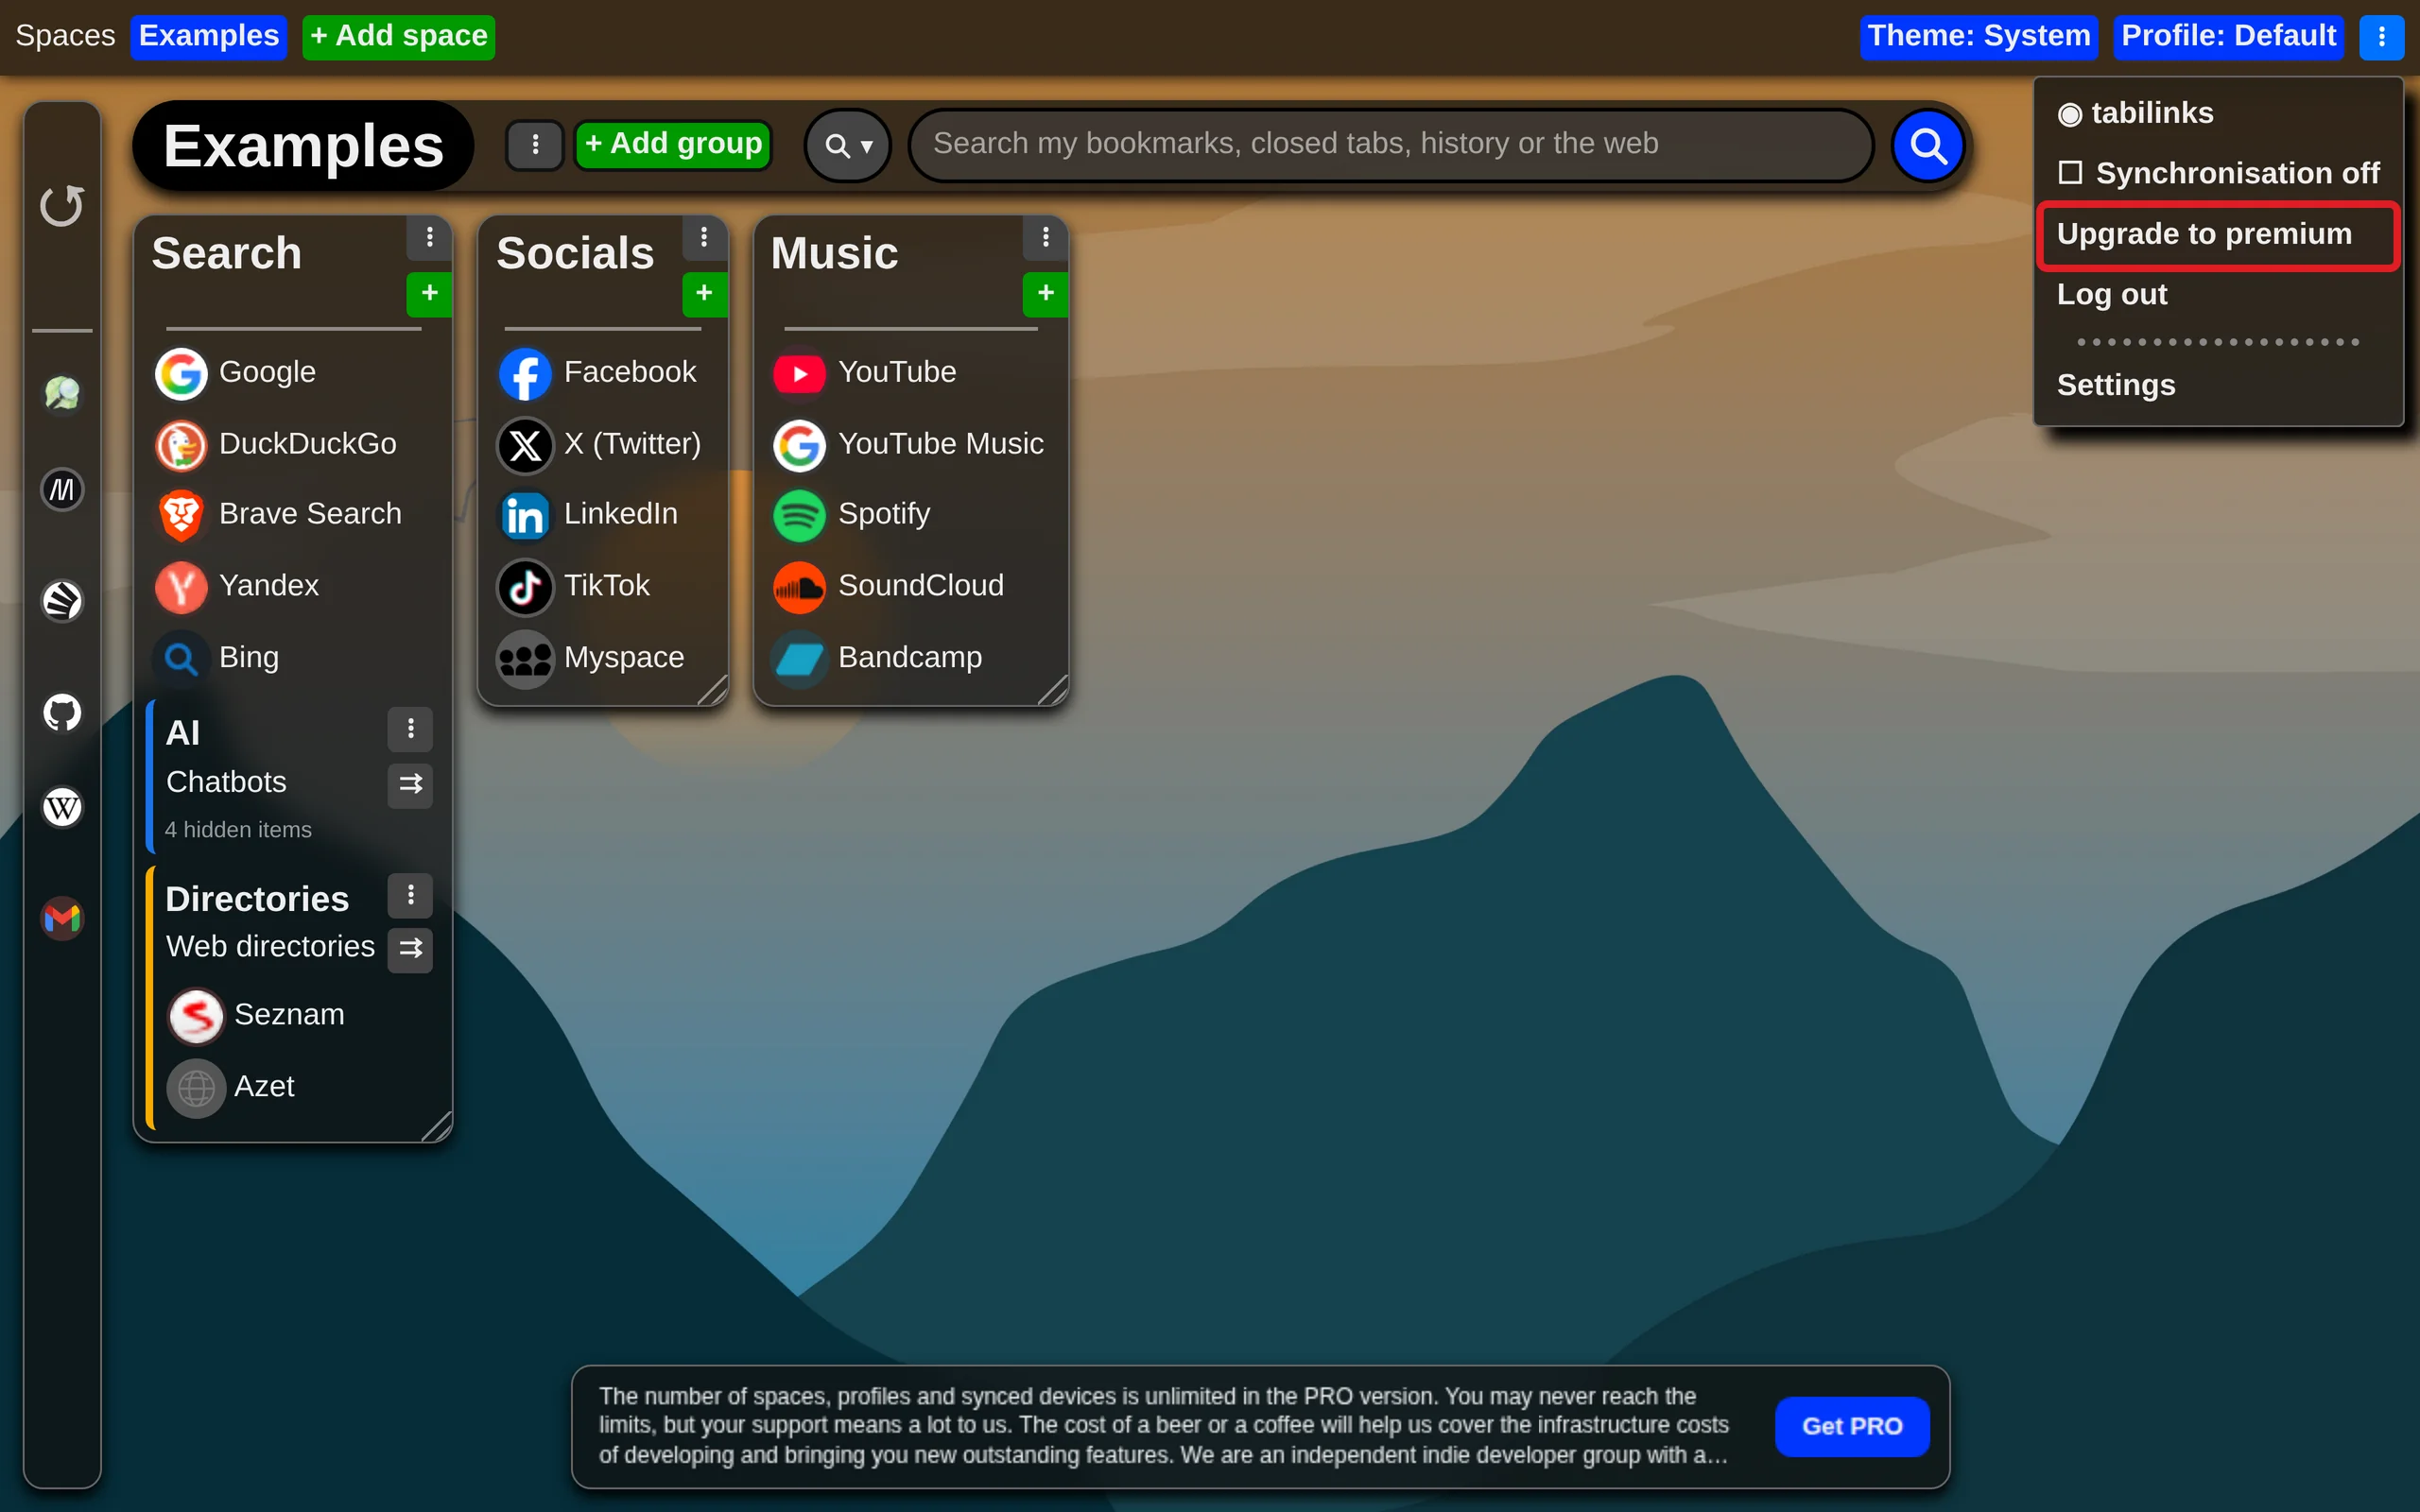 Spaces Examples + Add space Theme: System Profile: Default
tabilinks
Synchronisation off
Upgrade to premium
Log out
Settings
Examples + Add group Search my bookmarks, closed tabs, history or the web
Search
Google
DuckDuckGo
Brave Search
Yandex
Bing
AI
Chatbots
4 hidden items
Directories
Web directories
Seznam
Azet
Socials
Facebook
X (Twitter)
LinkedIn
TikTok
Myspace
Music
YouTube
YouTube Music
Spotify
SoundCloud
Bandcamp
The number of spaces, profiles and synced devices is unlimited in the PRO version. You may never reach the
limits, but your support means a lot to us. The cost of a beer or a coffee will help us cover the infrastructure costs
of developing and bringing you new outstanding features. We are an independent indie developer group with a…
Get PRO